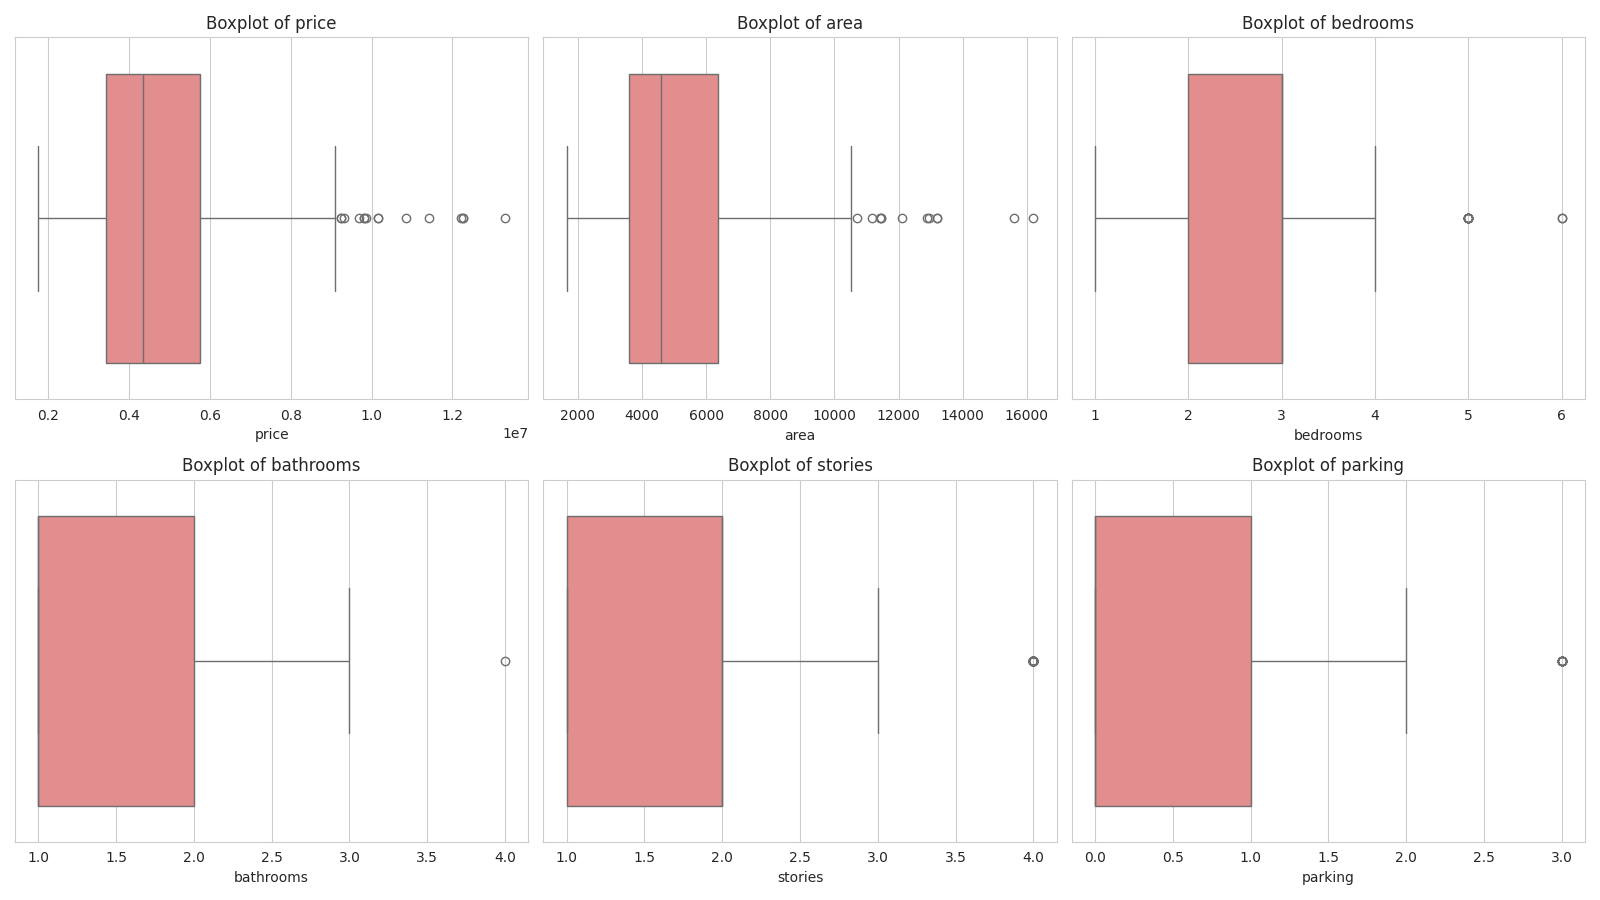 Boxplot of price
0.2 0.4 0.6 0.8 1.0 1.2
1e7
price
Boxplot of area
2000 4000 6000 8000 10000 12000 14000 16000
area
Boxplot of bedrooms
1 2 3 4 5 6
bedrooms
Boxplot of bathrooms
1.0 1.5 2.0 2.5 3.0 3.5 4.0
bathrooms
Boxplot of stories
1.0 1.5 2.0 2.5 3.0 3.5 4.0
stories
Boxplot of parking
0.0 0.5 1.0 1.5 2.0 2.5 3.0
parking